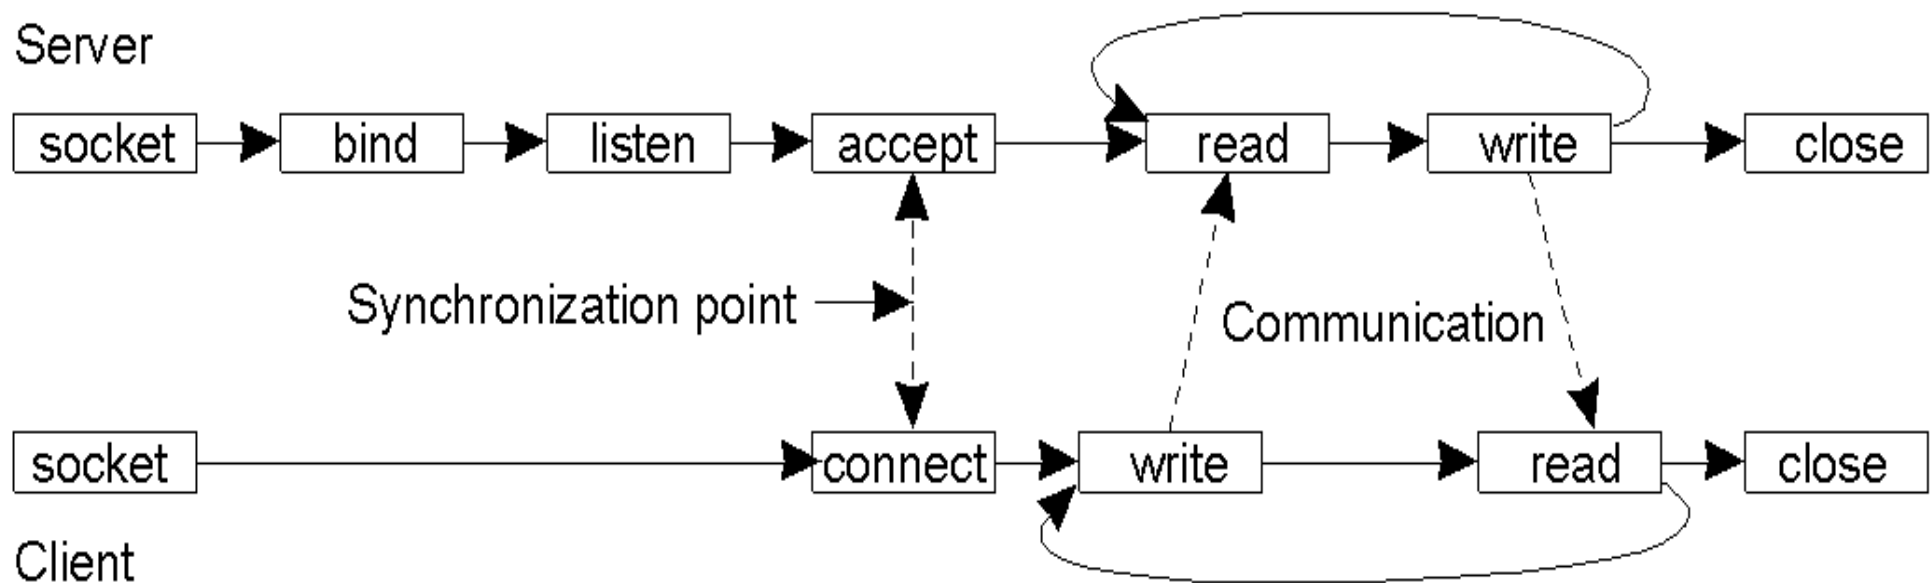 Server
socket bind listen accept read write close
Synchronization point
Communication
socket connect write read close
Client